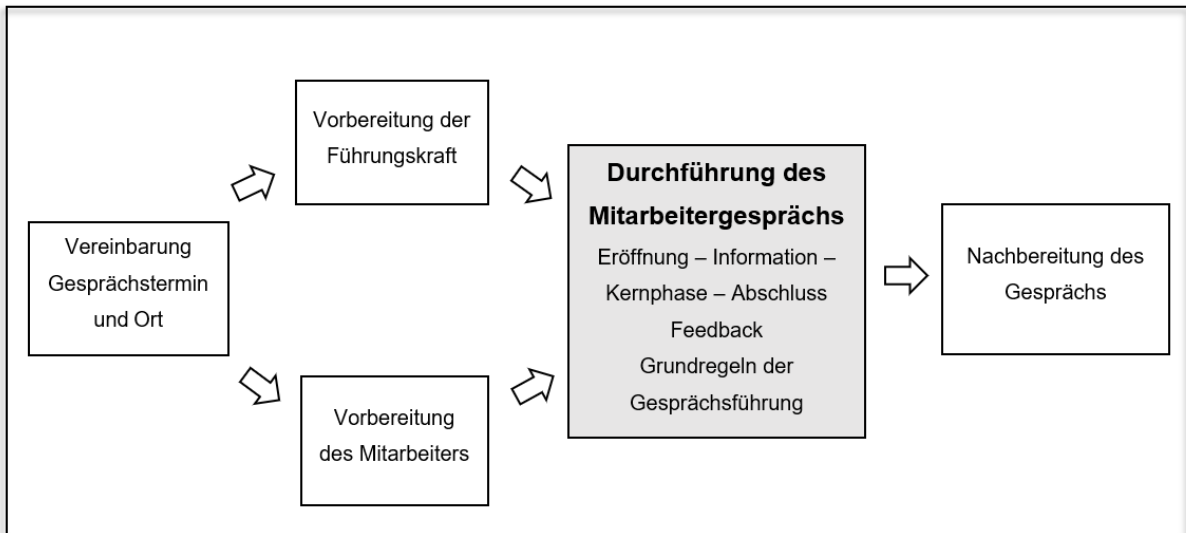 Vereinbarung
Gesprächstermin
und Ort
Vorbereitung der
Führungskraft
Vorbereitung
des Mitarbeiters
Durchführung des
Mitarbeitergesprächs
Eröffnung – Information –
Kernphase – Abschluss
Feedback
Grundregeln der
Gesprächsführung
Nachbereitung des
Gesprächs